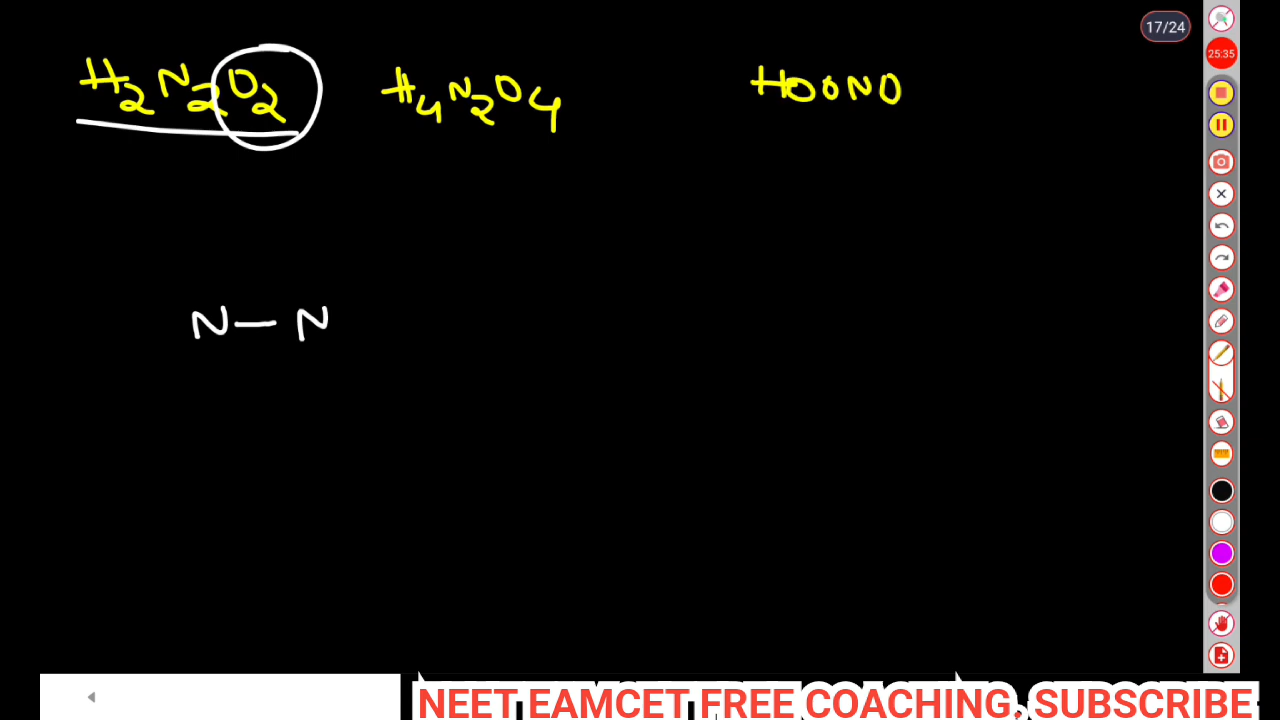 17/24
25:35
H2N2O2 H4N2O4 HOONO
N-N
NEET EAMCET FREE COACHING, SUBSCRIBE